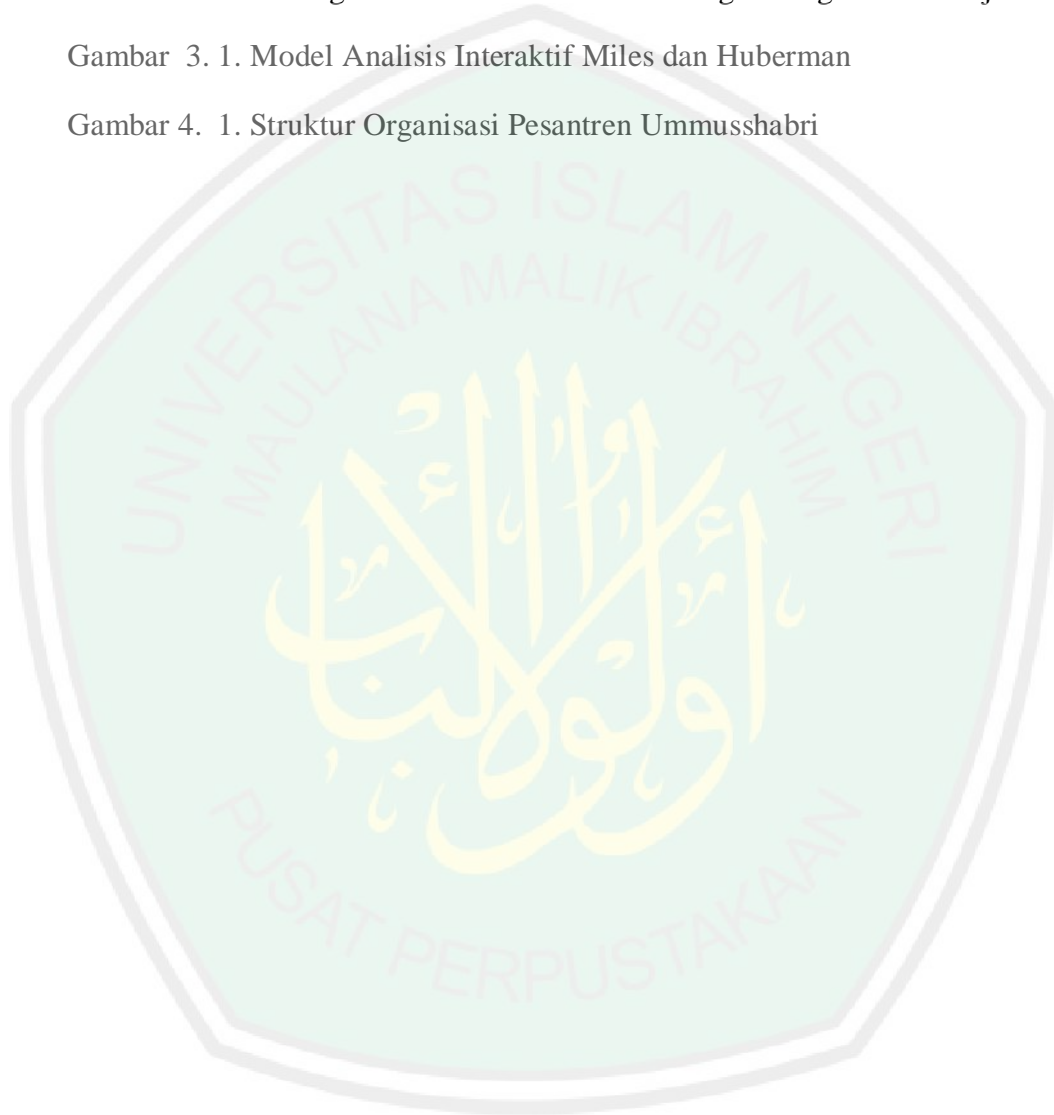 Gambar 3. 1. Model Analisis Interaktif Miles dan Huberman
Gambar 4. 1. Struktur Organisasi Pesantren Ummusshabri
UNIVERSITAS ISLAM NEGERI
MAULANA MALIK IBRAHIM
أولوا الألباب
PUSAT PERPUSTAKAAN